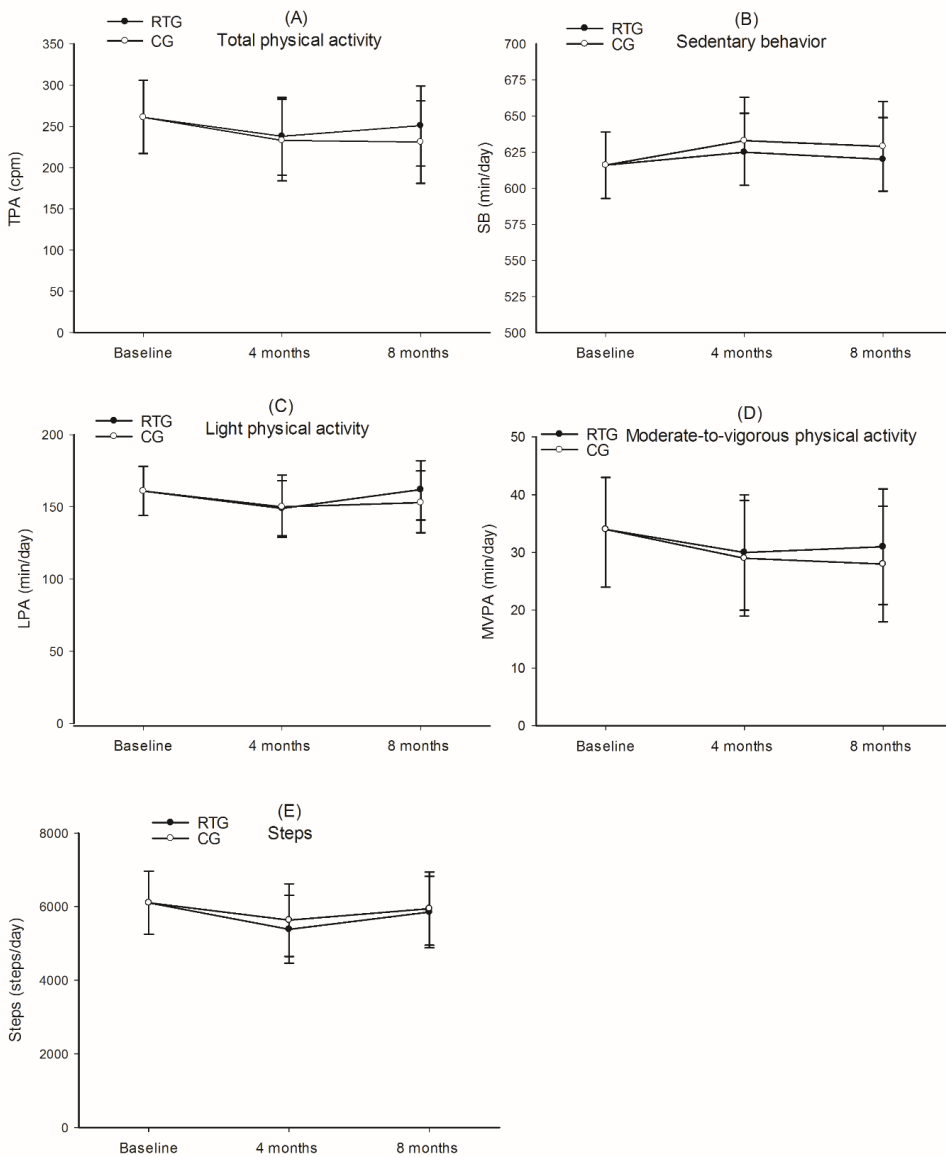 (A)
RTG
CG
Total physical activity
TPA (cpm)
350
300
250
200
150
100
50
0
Baseline
4 months
8 months
(B)
RTG
CG
Sedentary behavior
SB (min/day)
700
675
650
625
600
575
550
525
500
Baseline
4 months
8 months
(C)
RTG
CG
Light physical activity
LPA (min/day)
200
150
100
50
0
Baseline
4 months
8 months
(D)
RTG
CG
Moderate-to-vigorous physical activity
MVPA (min/day)
50
40
30
20
10
0
Baseline
4 months
8 months
(E)
RTG
CG
Steps
Steps (steps/day)
8000
6000
4000
2000
0
Baseline
4 months
8 months